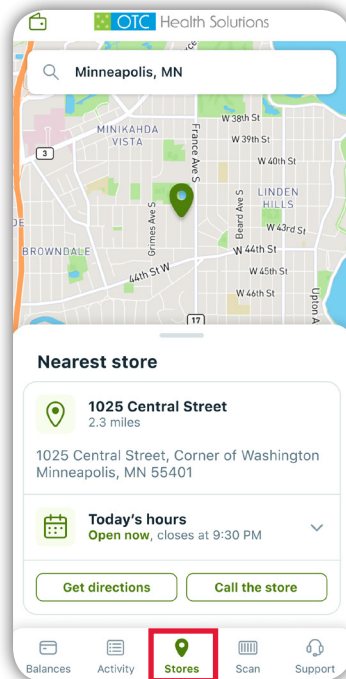 OTC Health Solutions
Minneapolis, MN
W 38th St
MINIKAHDA
VISTA
France Ave S
W 39th St
3
W 40th St
LINDEN
HILLS
Grimes Ave S
Beard Ave S
W 43rd St
BROWNDALE
W 44th St
44th St W
W 45th St
W 46th St
Upton A
17
Nearest store
1025 Central Street
2.3 miles
1025 Central Street, Corner of Washington
Minneapolis, MN 55401
Today's hours
Open now, closes at 9:30 PM
Get directions
Call the store
Balances
Activity
Stores
Scan
Support